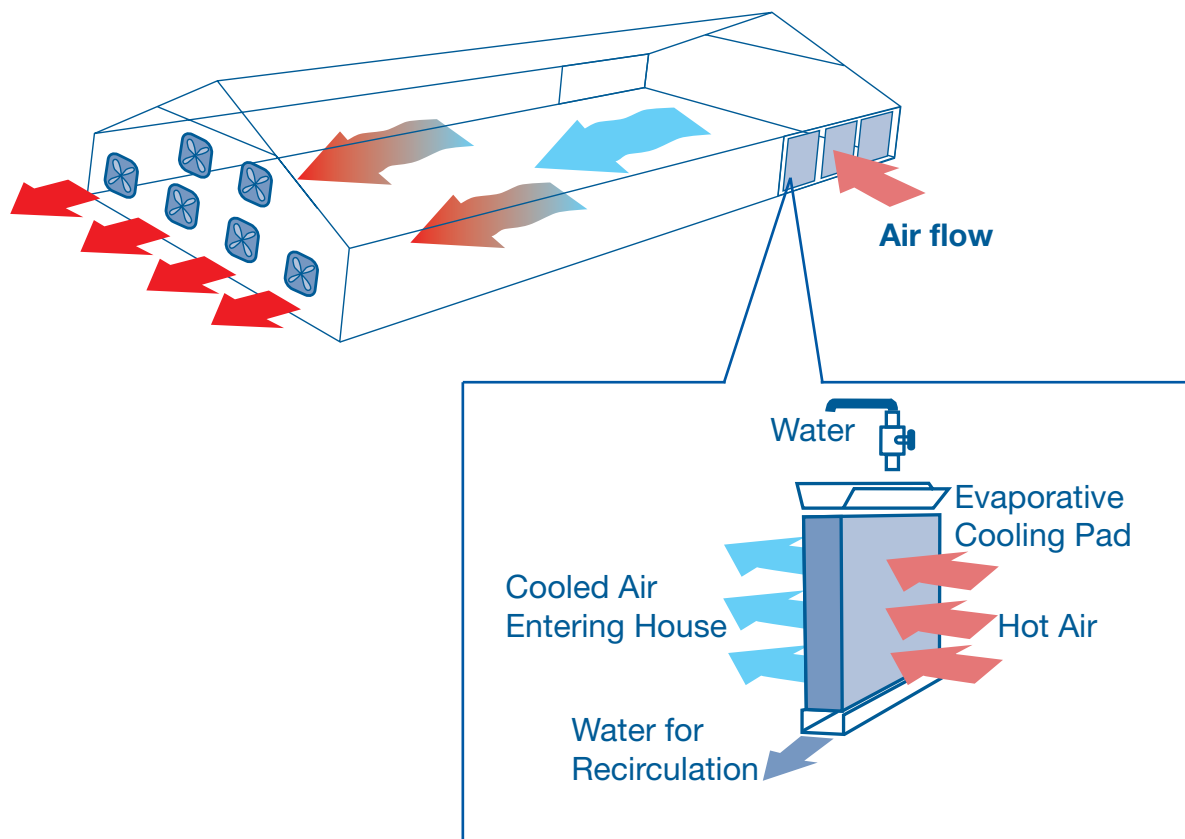 Air flow
Water
Evaporative
Cooling Pad
Cooled Air
Entering House
Hot Air
Water for
Recirculation